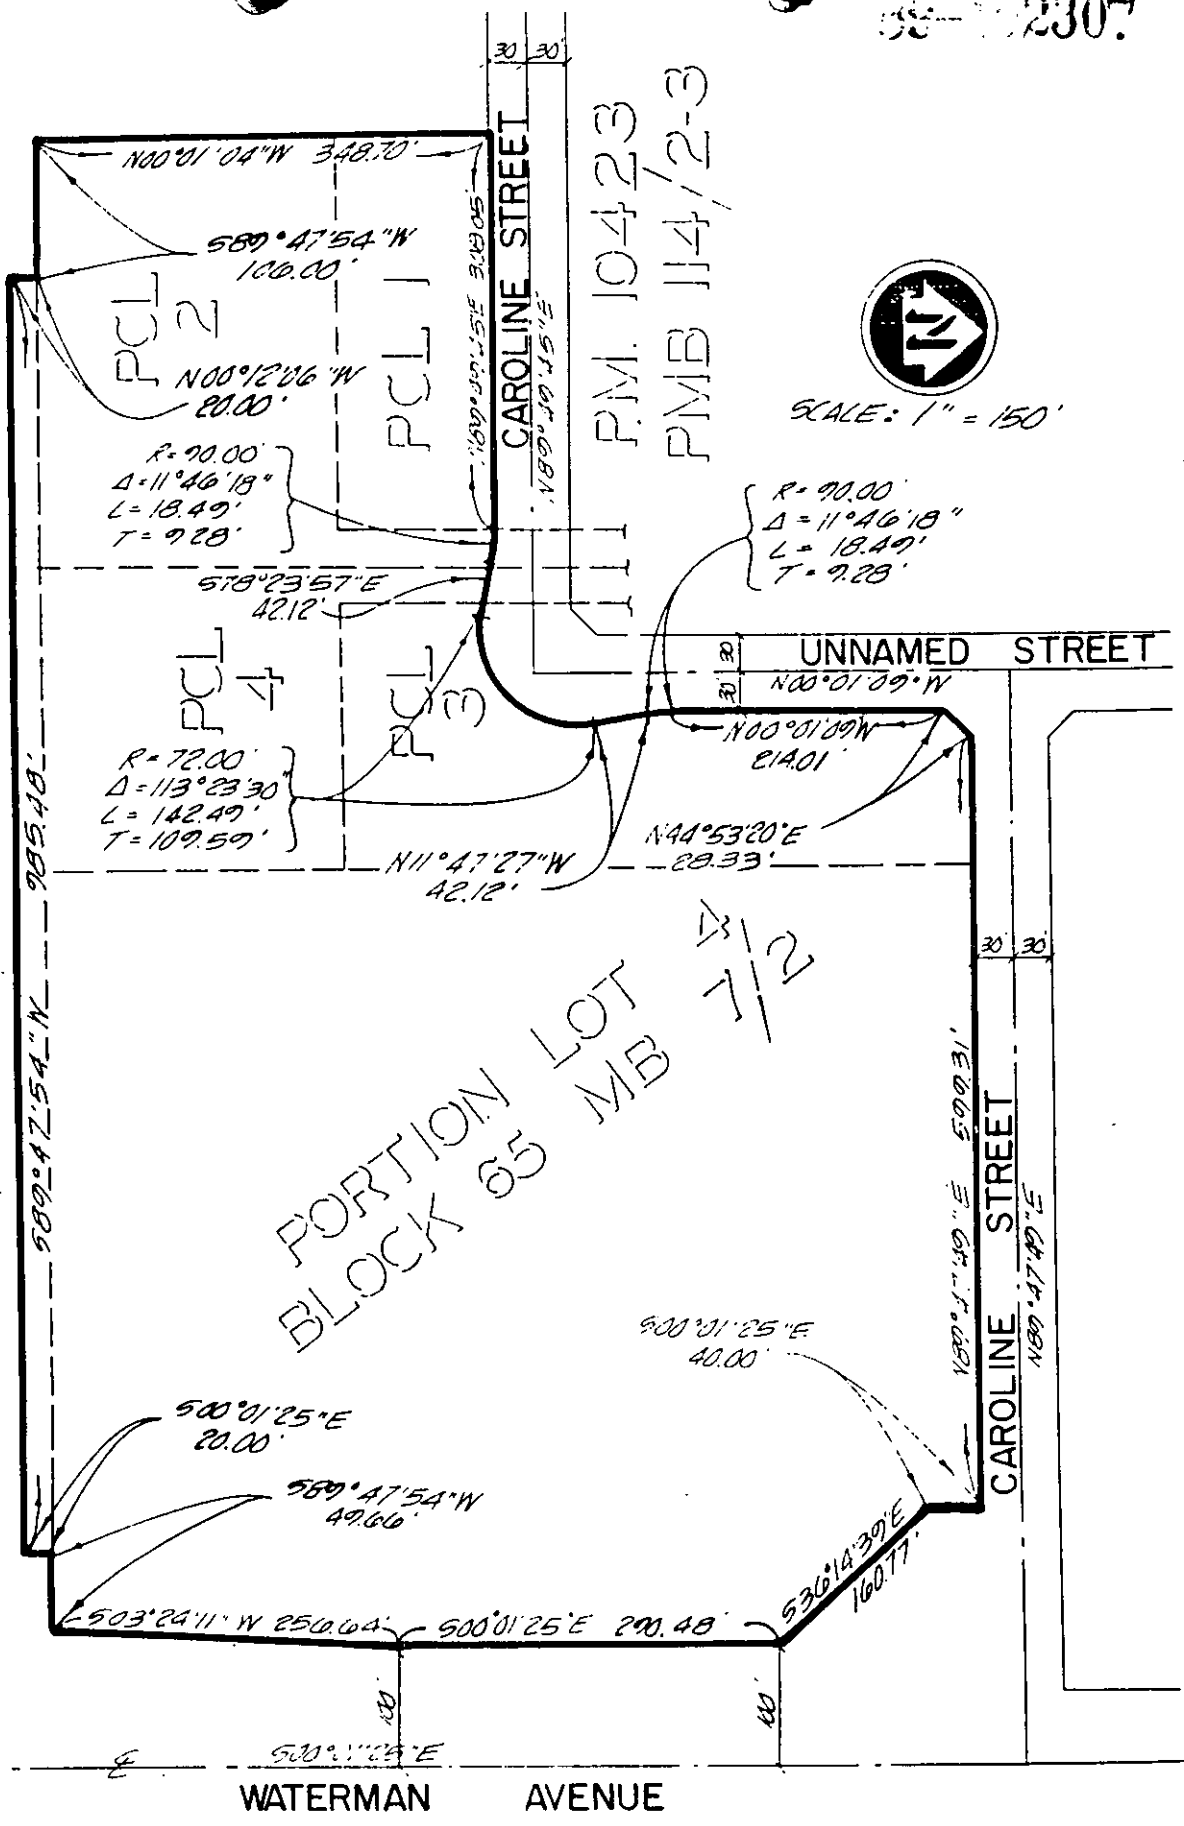 30' 30'
CAROLINE STREET
P.M. 10423
PMB 114/2-3
N00°01'04"W 348.70'
S89°47'54"W
106.00'
PCL
2
PCL 1
N00°12'06"W
20.00'
N
SCALE: 1" = 150'
R=90.00'
Δ=11°46'18"
L=18.49'
T=9.28'
R=90.00'
Δ=11°46'18"
L=18.49'
T=9.28'
S78°23'57"E
42.12'
PCL
4
PCL
3
30'
30'
UNNAMED STREET
N00°01'09"W
N00°01'09"W
214.01'
R=72.00'
Δ=113°23'30"
L=142.49'
T=109.59'
N11°47'27"W
42.12'
N44°53'20"E
28.33'
S89°47'54"W 985.48'
PORTION LOT 4
BLOCK 65 MB 7/2
30' 30'
CAROLINE STREET
N89°47'49"E
S00°01'25"E
40.00'
S00°01'25"E
20.00'
S89°47'54"W
49.66'
S36°14'39"E
160.77'
S03°24'11"W 256.64'
S00°01'25"E 290.48'
S00°01'25"E
WATERMAN AVENUE